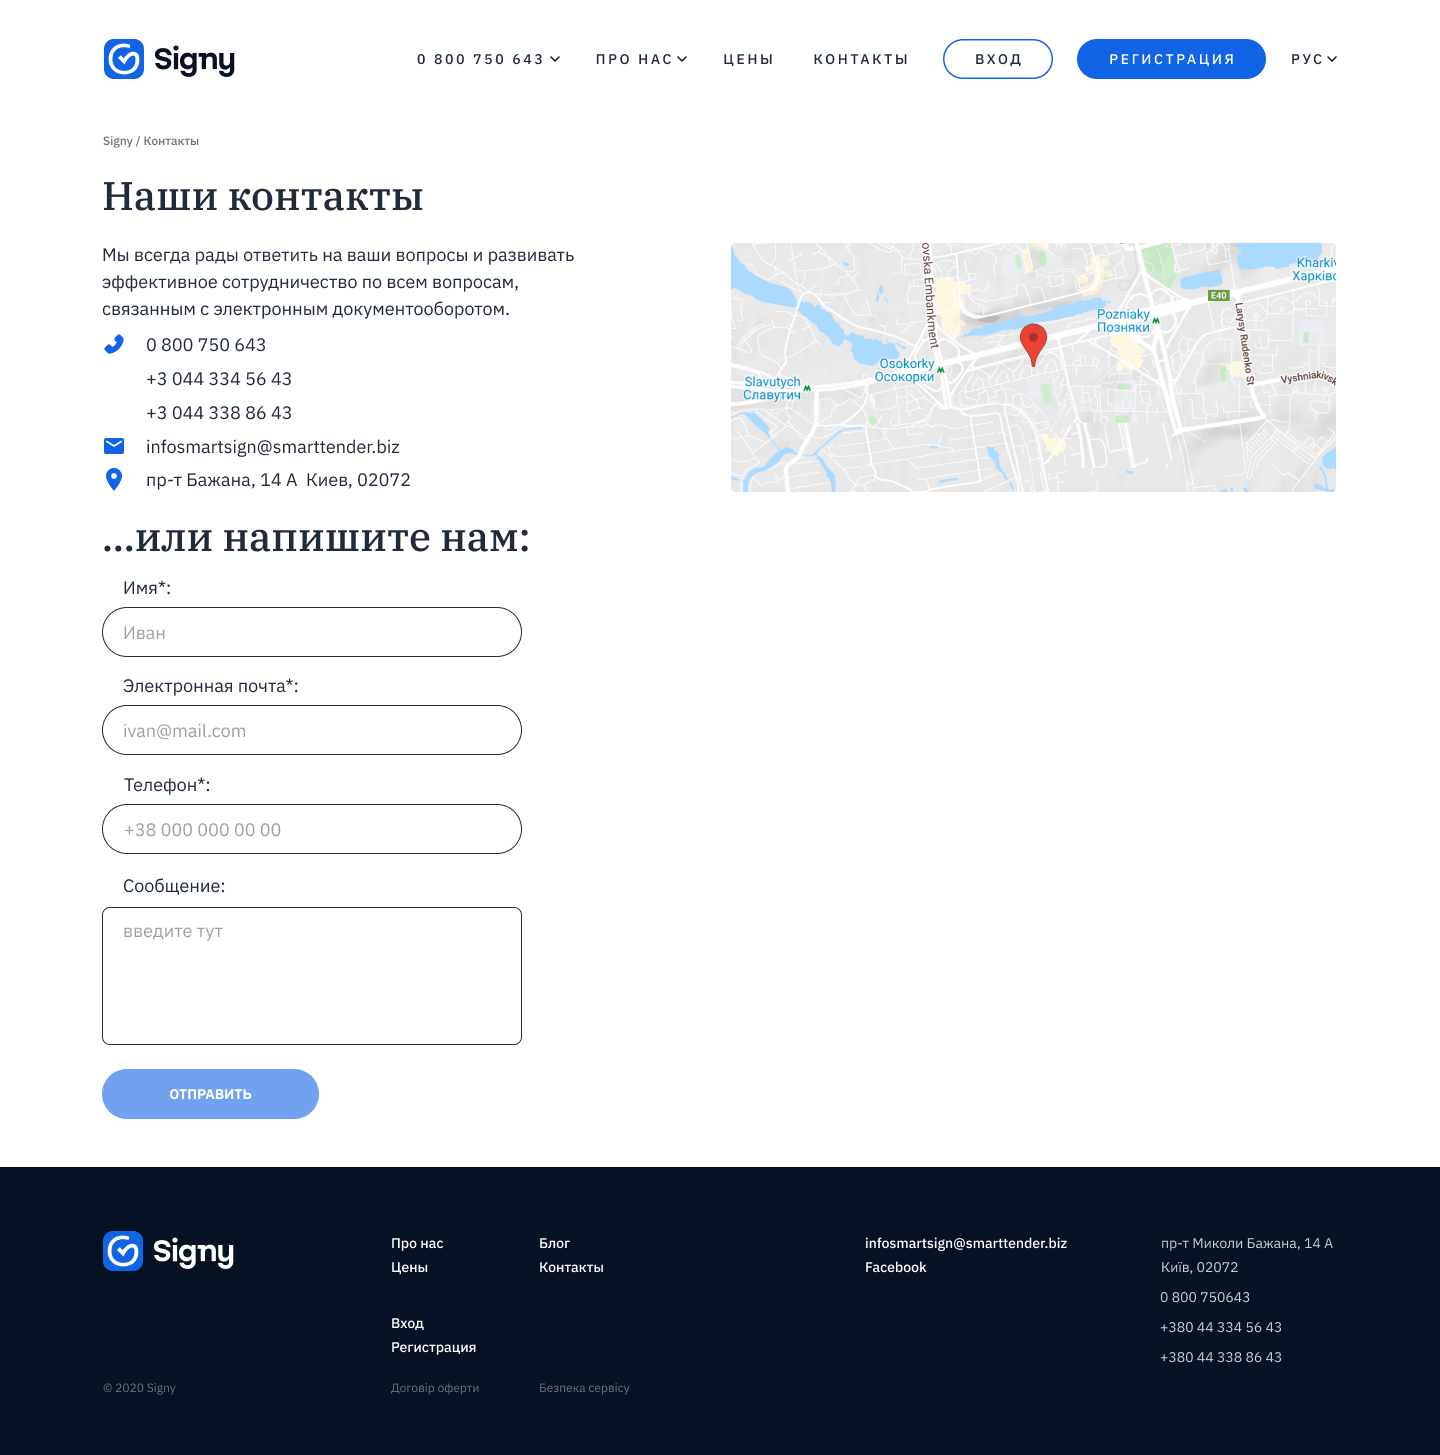 Signy
0 800 750 643
ПРО НАС
ЦЕНЫ
КОНТАКТЫ
ВХОД
РЕГИСТРАЦИЯ
РУС
Signy / Контакты
Наши контакты
Мы всегда рады ответить на ваши вопросы и развивать
эффективное сотрудничество по всем вопросам,
связанным с электронным документооборотом.
0 800 750 643
+3 044 334 56 43
+3 044 338 86 43
infosmartsign@smarttender.biz
пр-т Бажана, 14 А Киев, 02072
ovska Embankment
Kharkiv
Харківс
E40
Pozniaky
Позняки
Larysy Rudenko St
Osokorky
Осокорки
Slavutych
Славутич
Vyshniakivsk
...или напишите нам:
Имя*:
Иван
Электронная почта*:
ivan@mail.com
Телефон*:
+38 000 000 00 00
Сообщение:
введите тут
ОТПРАВИТЬ
Signy
Про нас
Цены
Вход
Регистрация
Блог
Контакты
infosmartsign@smarttender.biz
Facebook
пр-т Миколи Бажана, 14 А
Київ, 02072
0 800 750643
+380 44 334 56 43
+380 44 338 86 43
© 2020 Signy
Договір оферти
Безпека сервісу